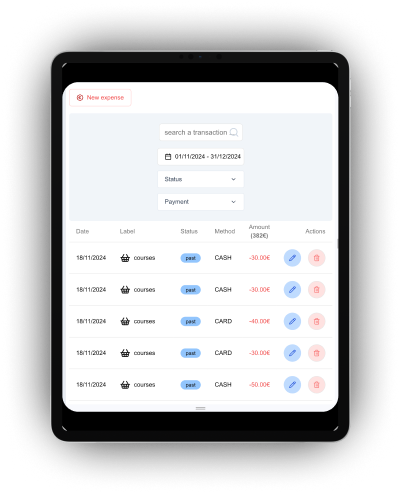 New expense
search a transaction
01/11/2024 - 31/12/2024
Status
Payment
Date Label Status Method Amount (382€) Actions
18/11/2024 courses past CASH -30.00€
18/11/2024 courses past CASH -30.00€
18/11/2024 courses past CARD -40.00€
18/11/2024 courses past CARD -30.00€
18/11/2024 courses past CASH -50.00€